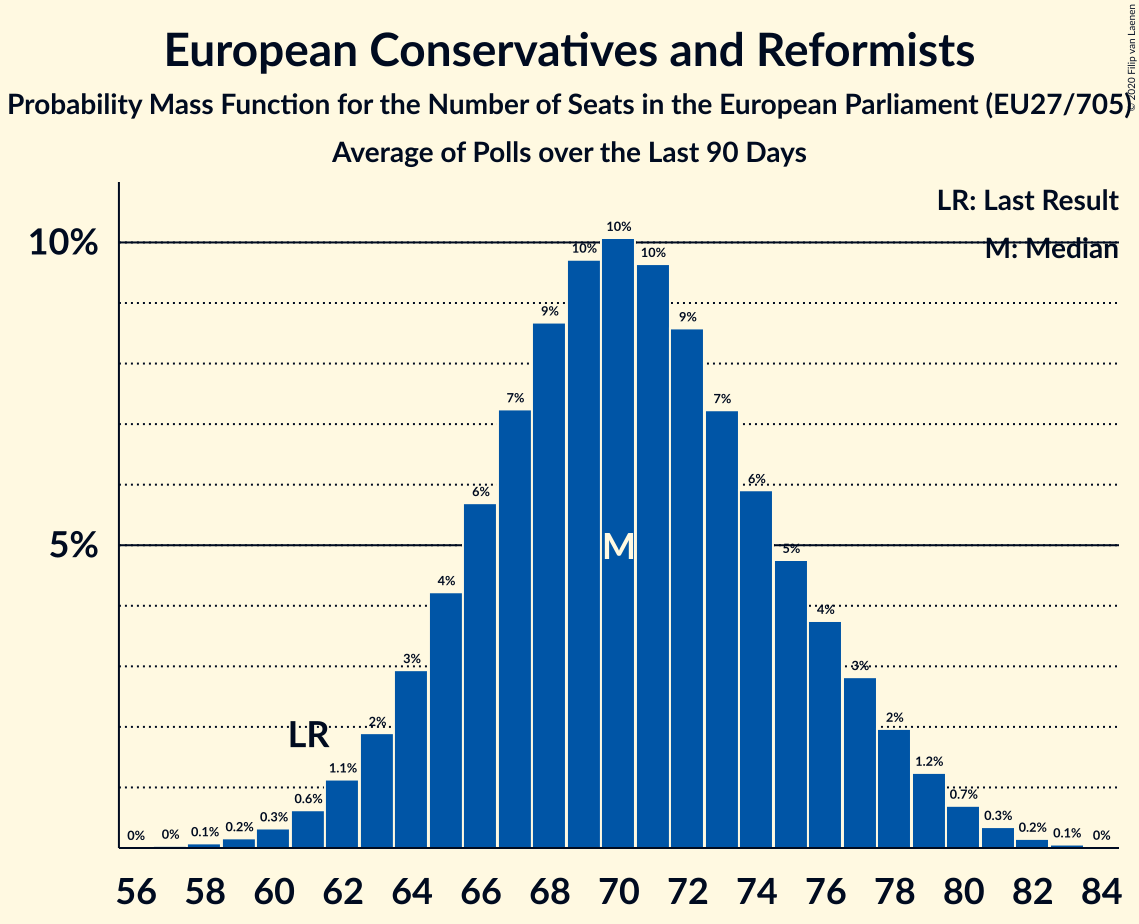 European Conservatives and Reformists
Probability Mass Function for the Number of Seats in the European Parliament (EU27/705)
Average of Polls over the Last 90 Days
© 2020 Filip van Laenen
LR: Last Result
M: Median
10%
5%
0% 0% 0.1% 0.2% 0.3% 0.6% 1.1% 2% 3% 4% 6% 7% 9% 10% 10% 10% 9% 7% 6% 5% 4% 3% 2% 1.2% 0.7% 0.3% 0.2% 0.1% 0%
LR
M
56 58 60 62 64 66 68 70 72 74 76 78 80 82 84